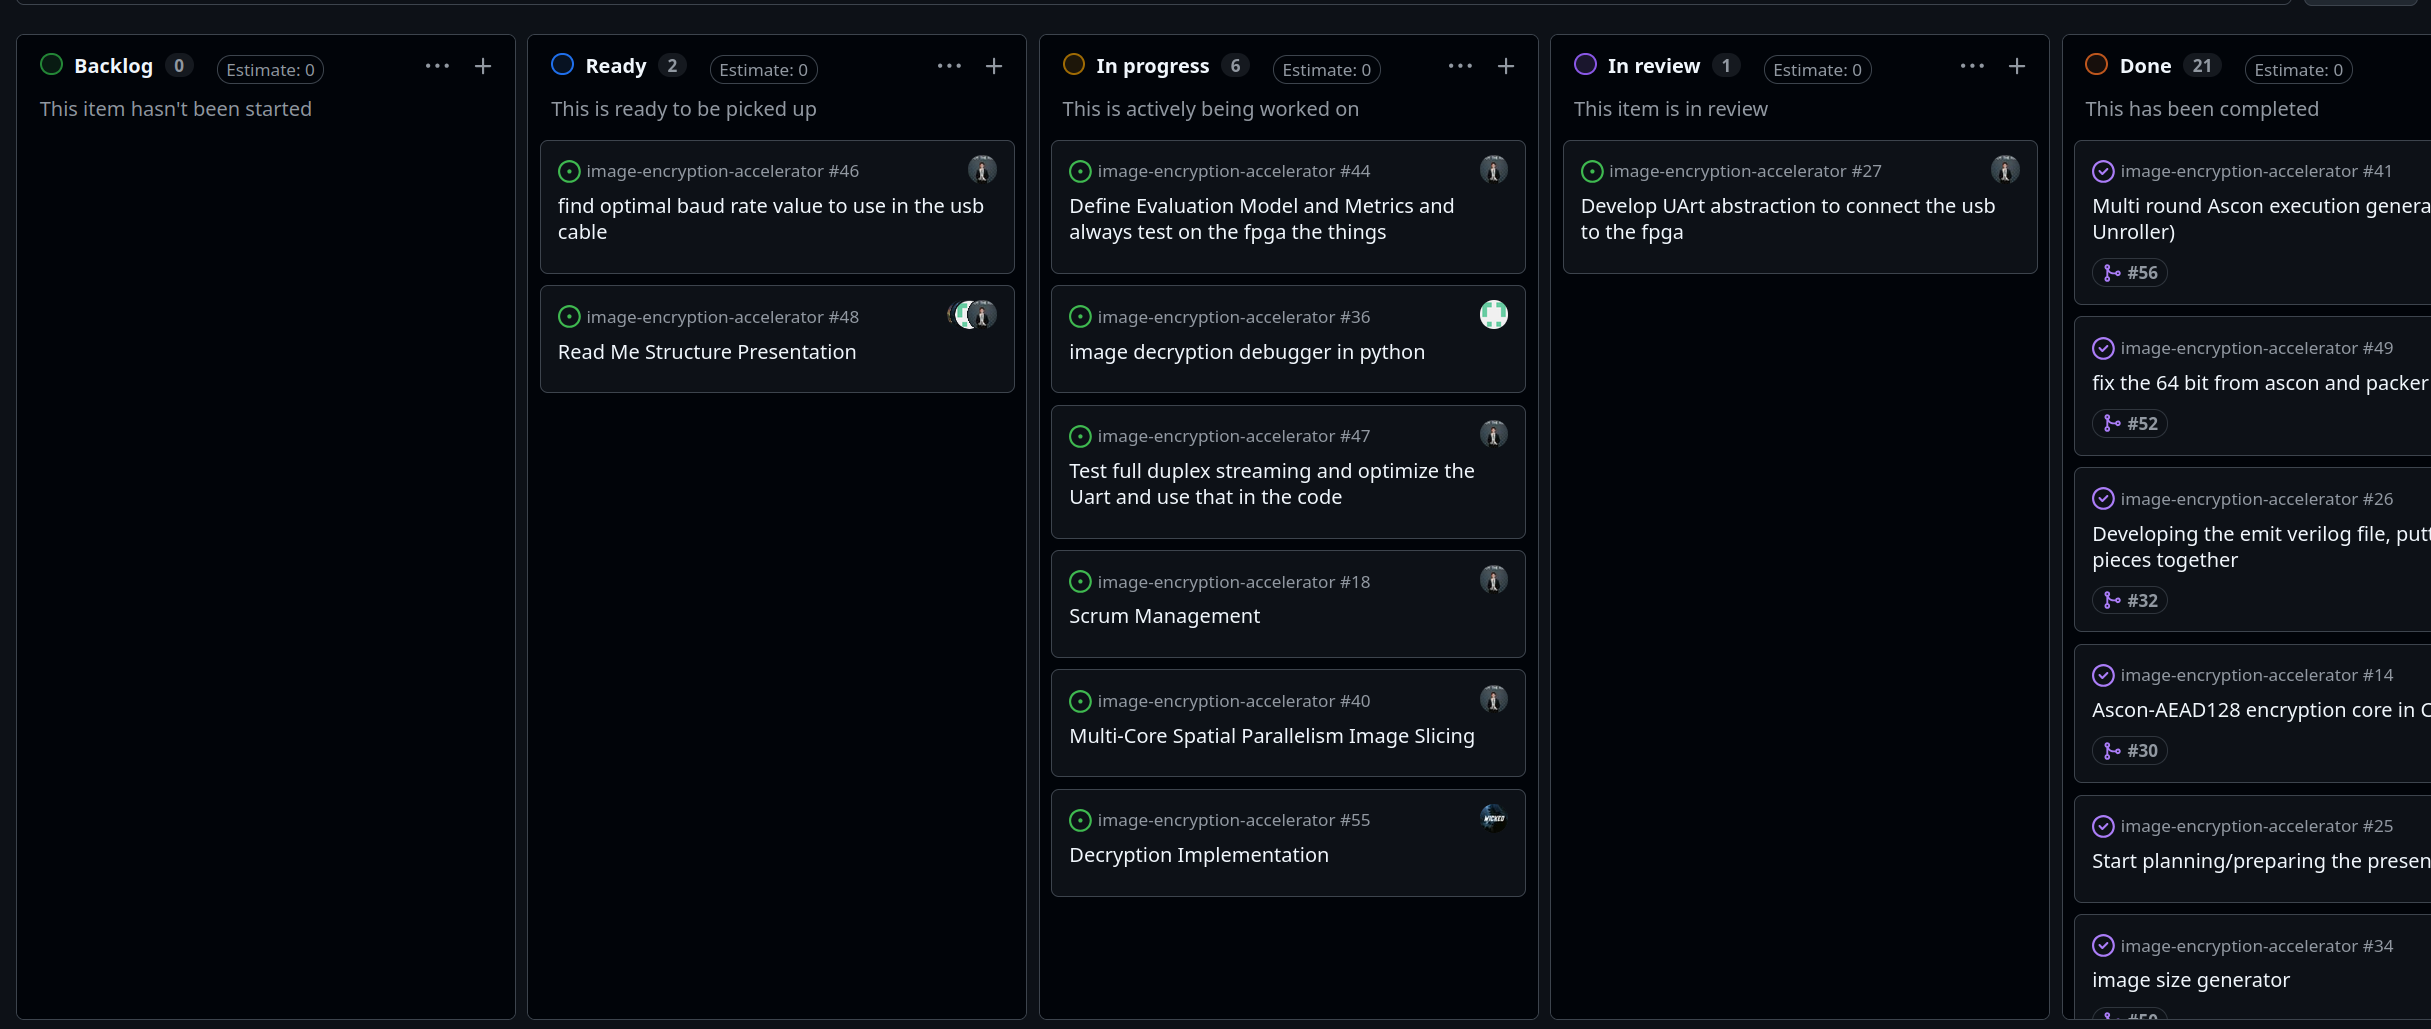 Backlog 0 Estimate: 0
This item hasn't been started
Ready 2 Estimate: 0
This is ready to be picked up
image-encryption-accelerator #46
find optimal baud rate value to use in the usb
cable
image-encryption-accelerator #48
Read Me Structure Presentation
In progress 6 Estimate: 0
This is actively being worked on
image-encryption-accelerator #44
Define Evaluation Model and Metrics and
always test on the fpga the things
image-encryption-accelerator #36
image decryption debugger in python
image-encryption-accelerator #47
Test full duplex streaming and optimize the
Uart and use that in the code
image-encryption-accelerator #18
Scrum Management
image-encryption-accelerator #40
Multi-Core Spatial Parallelism Image Slicing
image-encryption-accelerator #55
WICKED
Decryption Implementation
In review 1 Estimate: 0
This item is in review
image-encryption-accelerator #27
Develop UArt abstraction to connect the usb
to the fpga
Done 21 Estimate: 0
This has been completed
image-encryption-accelerator #41
Multi round Ascon execution genera
Unroller)
#56
image-encryption-accelerator #49
fix the 64 bit from ascon and packer
#52
image-encryption-accelerator #26
Developing the emit verilog file, putt
pieces together
#32
image-encryption-accelerator #14
Ascon-AEAD128 encryption core in C
#30
image-encryption-accelerator #25
Start planning/preparing the presen
image-encryption-accelerator #34
image size generator